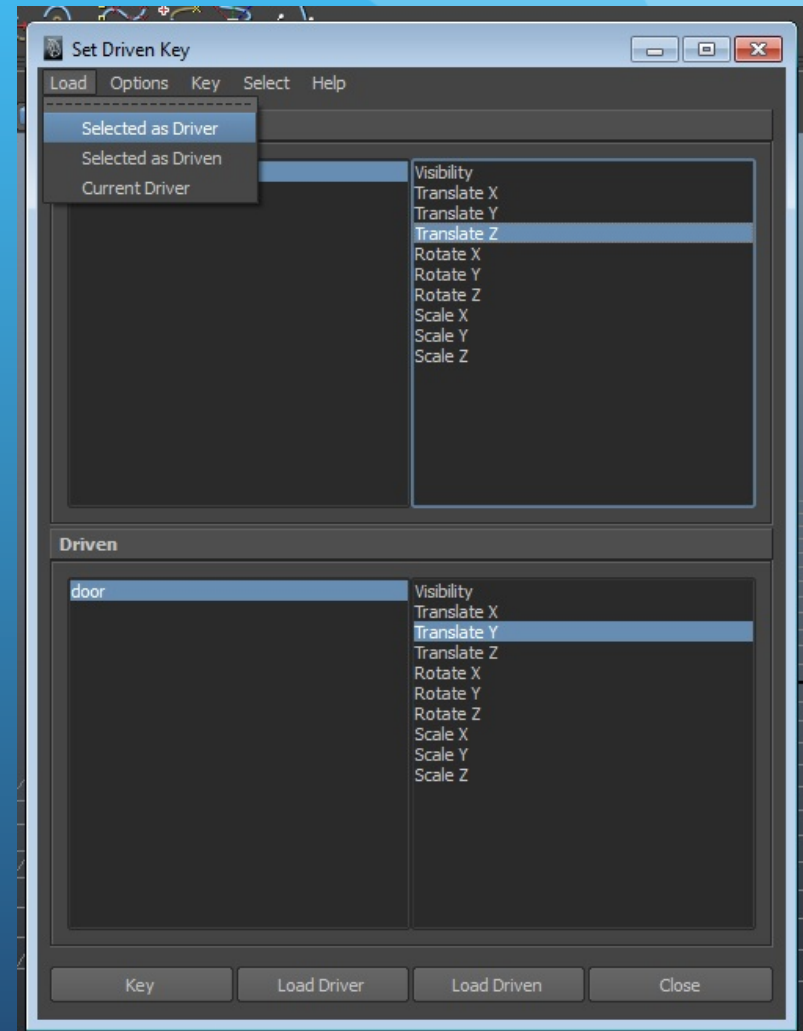 Set Driven Key
Load Options Key Select Help
Selected as Driver
Selected as Driven
Current Driver
Visibility
Translate X
Translate Y
Translate Z
Rotate X
Rotate Y
Rotate Z
Scale X
Scale Y
Scale Z
Driven
door
Visibility
Translate X
Translate Y
Translate Z
Rotate X
Rotate Y
Rotate Z
Scale X
Scale Y
Scale Z
Key Load Driver Load Driven Close